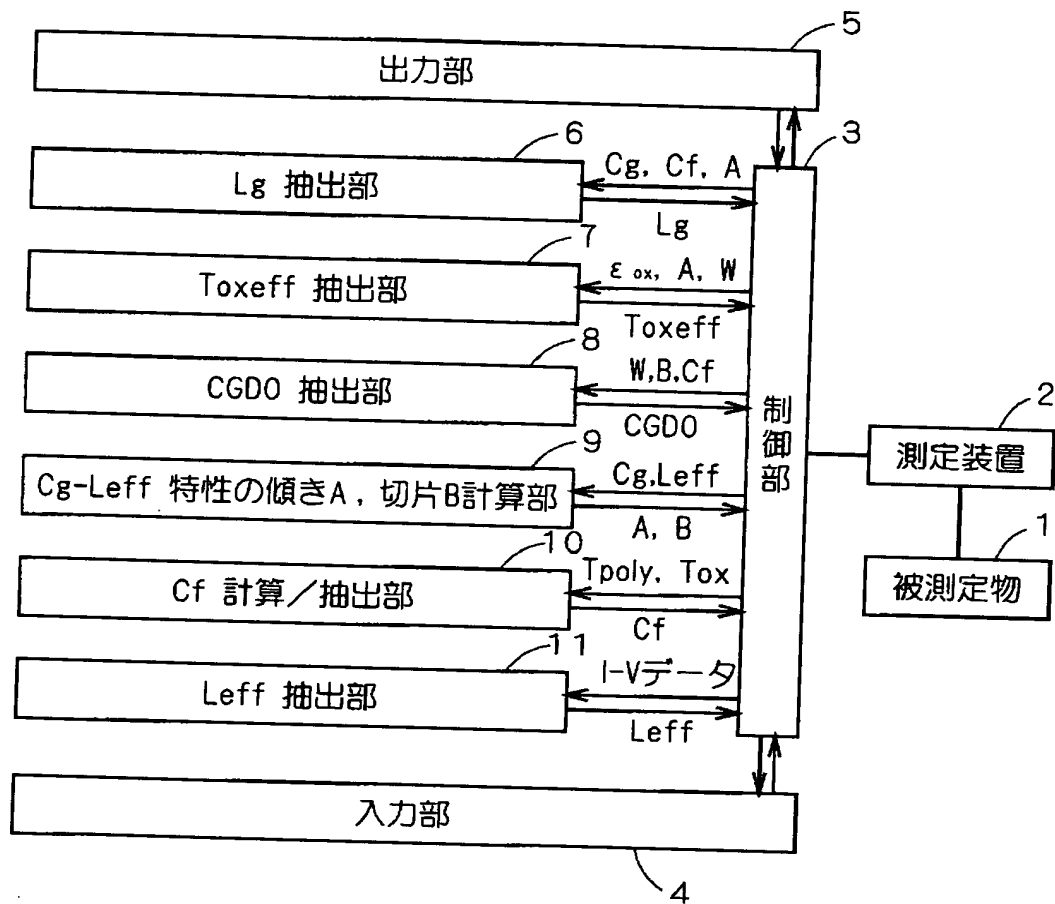 5
出力部
3
6
Lg 抽出部
Cg, Cf, A
Lg
7
Toxeff 抽出部
εox, A, W
Toxeff
8
CGDO 抽出部
W,B,Cf
CGDO
制御部
2
測定装置
9
Cg-Leff 特性の傾きA, 切片B計算部
Cg,Leff
A, B
1
被測定物
10
Cf 計算／抽出部
Tpoly, Tox
Cf
11
Leff 抽出部
I-Vデータ
Leff
入力部
4